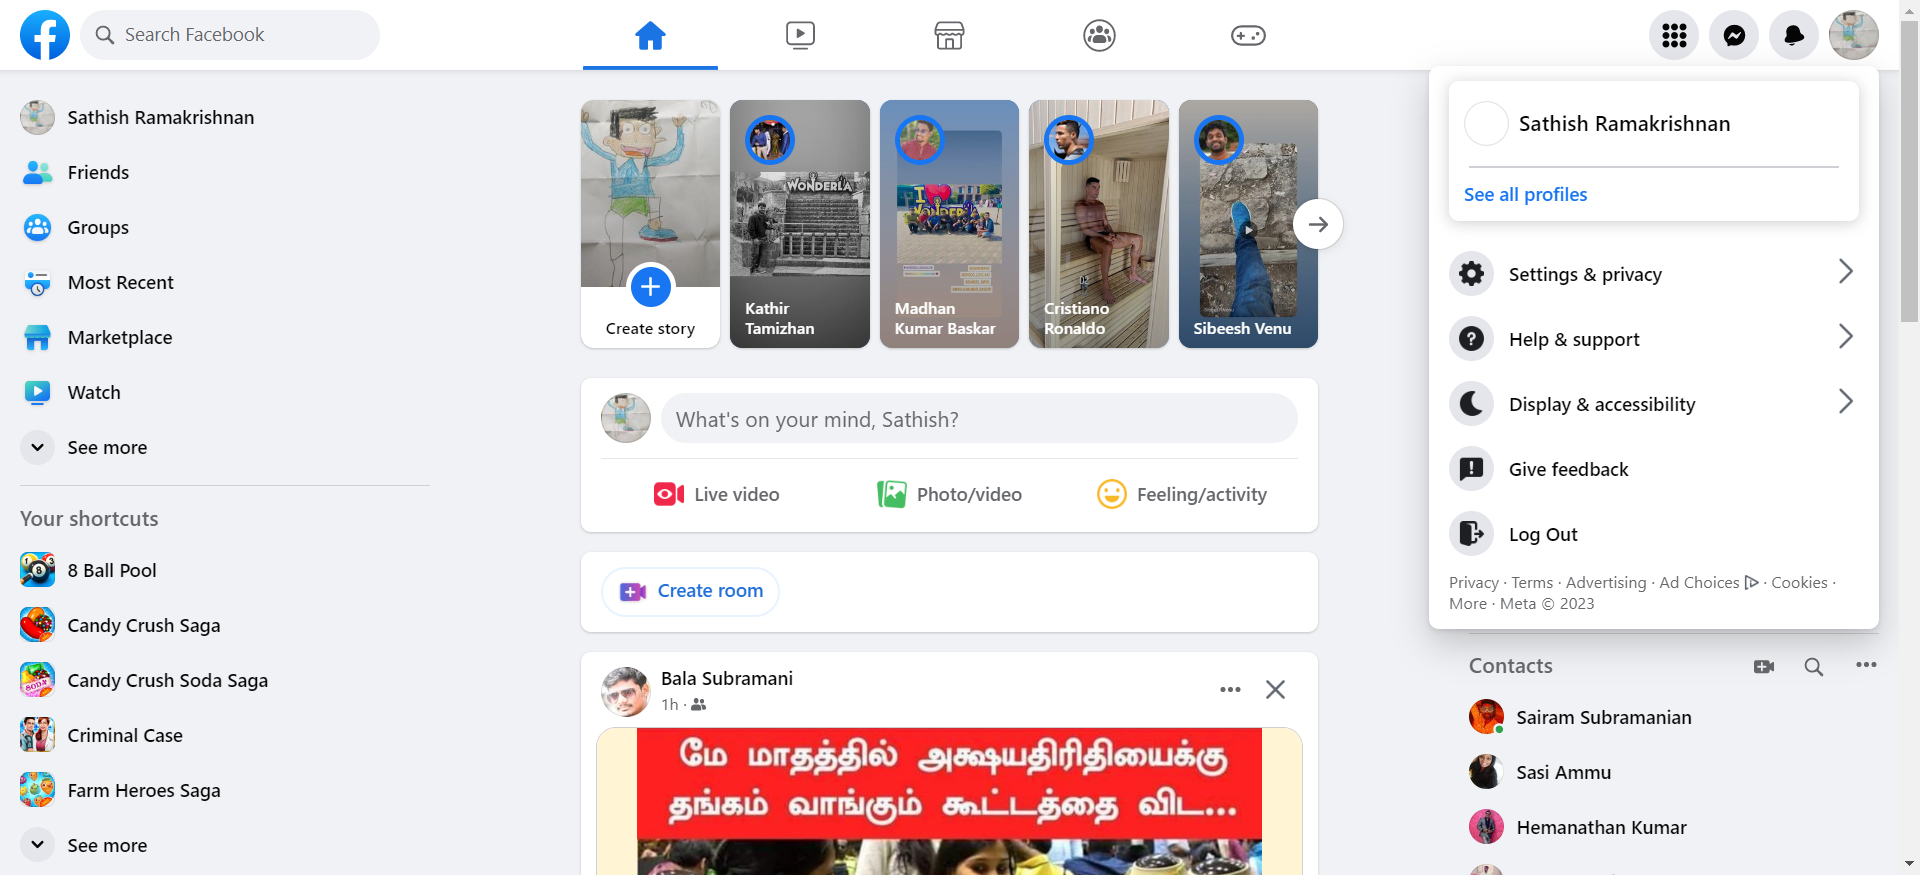 Search Facebook
Sathish Ramakrishnan
Friends
Groups
Most Recent
Marketplace
Watch
See more
Your shortcuts
8 Ball Pool
Candy Crush Saga
Candy Crush Soda Saga
Criminal Case
Farm Heroes Saga
See more
Create story
WONDERLA
Kathir
Tamizhan
I
WONDERLA
Madhan
Kumar Baskar
Cristiano
Ronaldo
Sibeesh Venu
What's on your mind, Sathish?
Live video
Photo/video
Feeling/activity
Create room
Bala Subramani
1h ·
மே மாதத்தில் அக்ஷயதிரிதியைக்கு
தங்கம் வாங்கும் கூட்டத்தை விட...
Sathish Ramakrishnan
See all profiles
Settings & privacy
Help & support
Display & accessibility
Give feedback
Log Out
Privacy · Terms · Advertising · Ad Choices · Cookies ·
More · Meta © 2023
Contacts
Sairam Subramanian
Sasi Ammu
Hemanathan Kumar